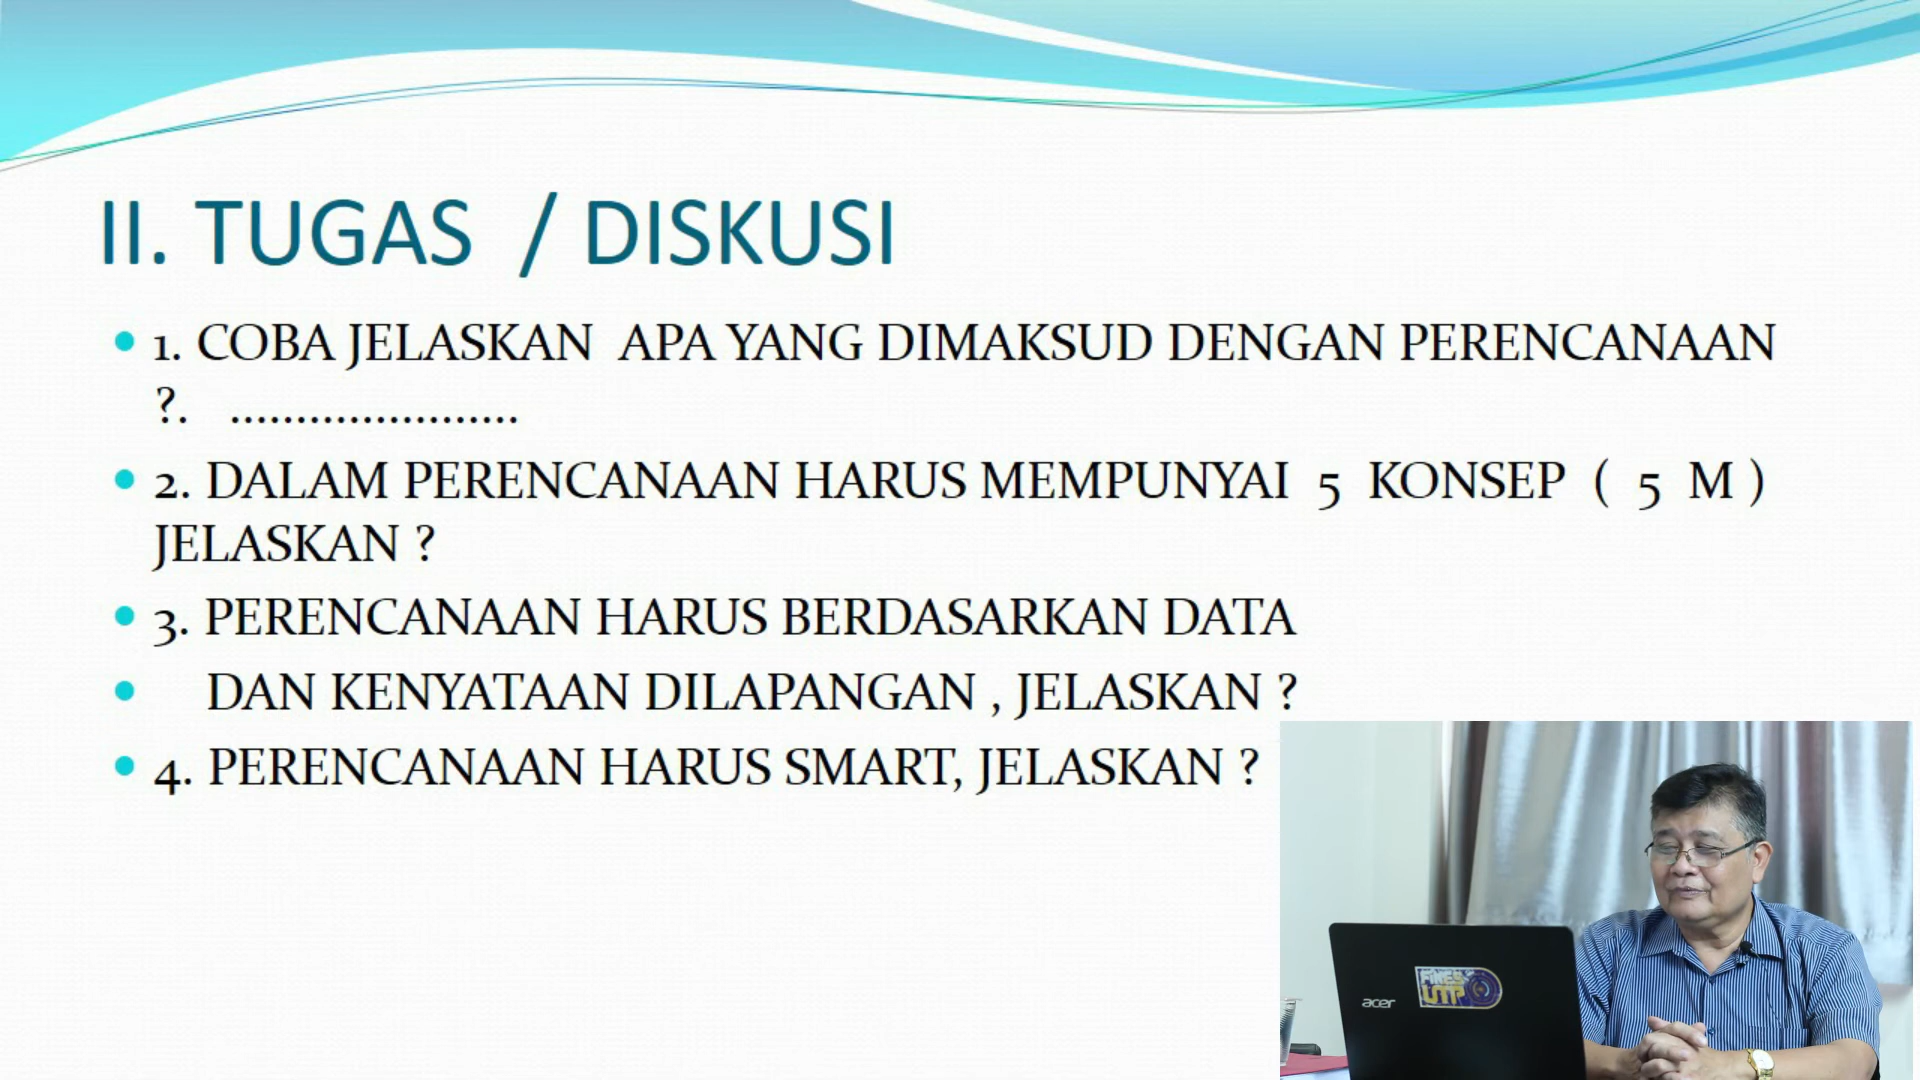 II. TUGAS / DISKUSI
1. COBA JELASKAN APA YANG DIMAKSUD DENGAN PERENCANAAN
?. ......................
2. DALAM PERENCANAAN HARUS MEMPUNYAI 5 KONSEP ( 5 M )
JELASKAN ?
3. PERENCANAAN HARUS BERDASARKAN DATA
DAN KENYATAAN DILAPANGAN , JELASKAN ?
4. PERENCANAAN HARUS SMART, JELASKAN ?
acer